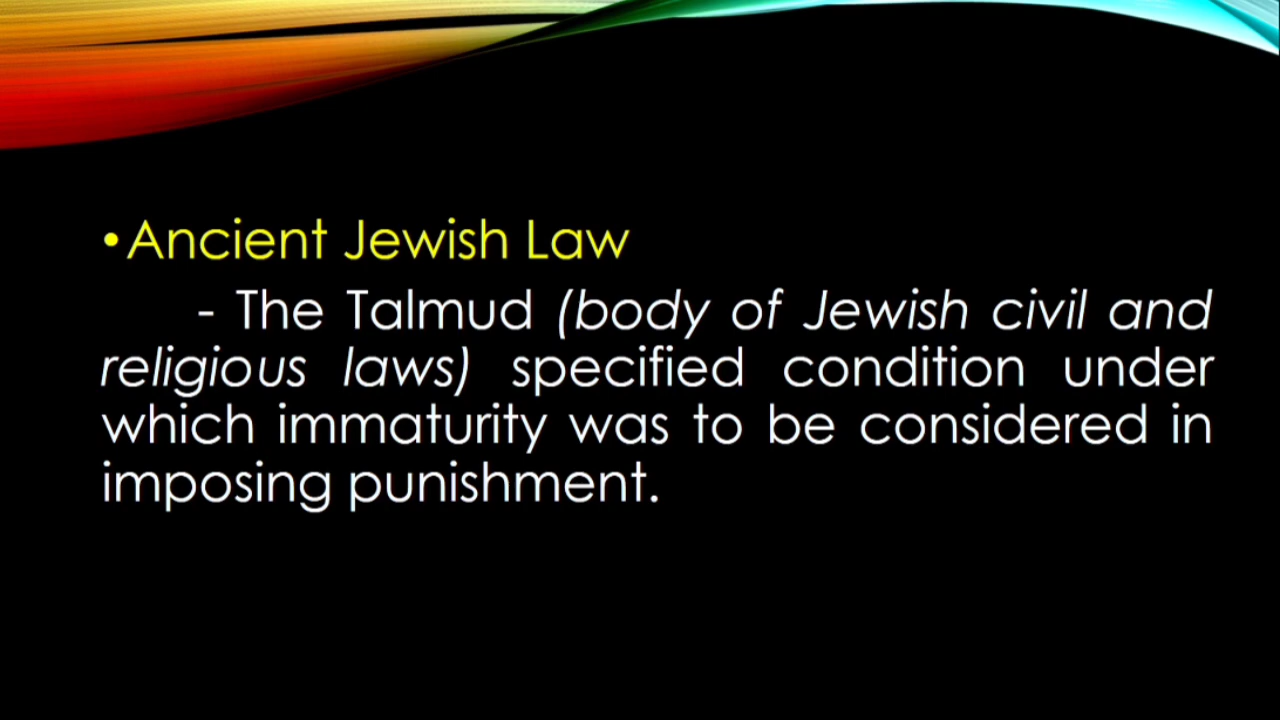 •Ancient Jewish Law
- The Talmud (body of Jewish civil and
religious laws) specified condition under
which immaturity was to be considered in
imposing punishment.